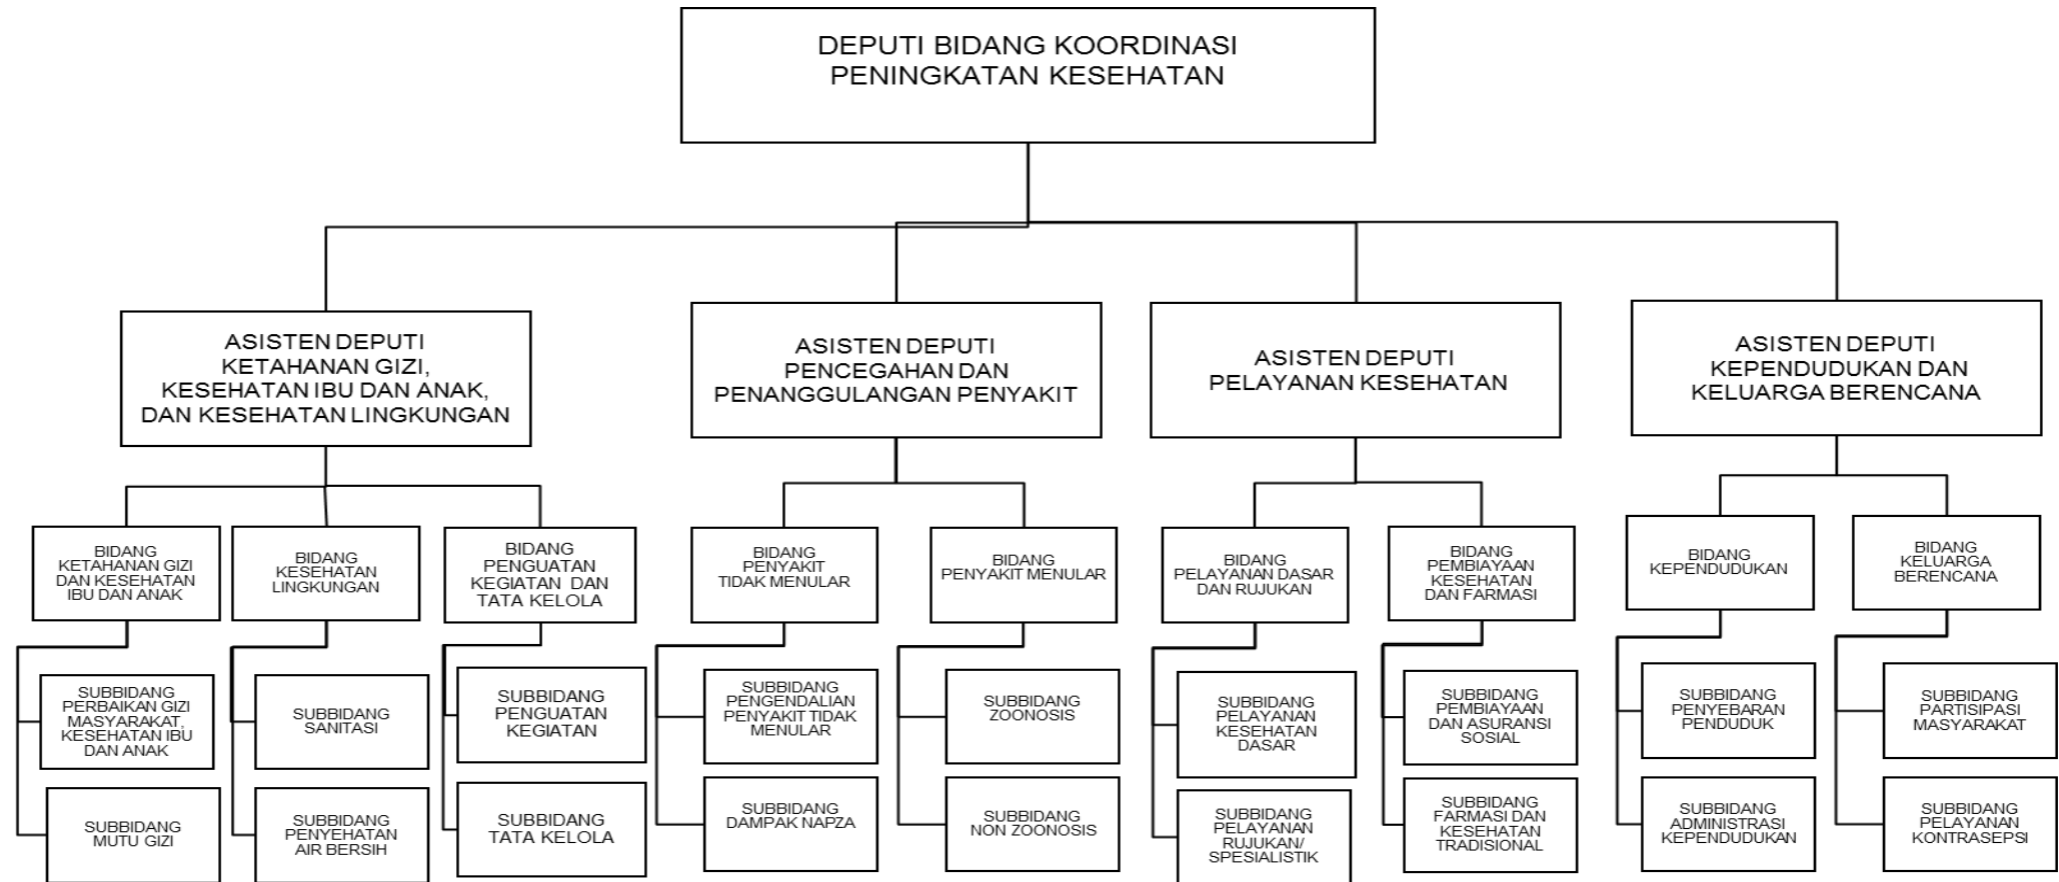 DEPUTI BIDANG KOORDINASI
PENINGKATAN KESEHATAN
ASISTEN DEPUTI
KETAHANAN GIZI,
KESEHATAN IBU DAN ANAK,
DAN KESEHATAN LINGKUNGAN
ASISTEN DEPUTI
PENCEGAHAN DAN
PENANGGULANGAN PENYAKIT
ASISTEN DEPUTI
PELAYANAN KESEHATAN
ASISTEN DEPUTI
KEPENDUDUKAN DAN
KELUARGA BERENCANA
BIDANG
KETAHANAN GIZI
DAN KESEHATAN
IBU DAN ANAK
BIDANG
KESEHATAN
LINGKUNGAN
BIDANG
PENGUATAN
KEGIATAN DAN
TATA KELOLA
BIDANG
PENYAKIT
TIDAK MENULAR
BIDANG
PENYAKIT MENULAR
BIDANG
PELAYANAN DASAR
DAN RUJUKAN
BIDANG
PEMBIAYAAN
KESEHATAN
DAN FARMASI
BIDANG
KEPENDUDUKAN
BIDANG
KELUARGA
BERENCANA
SUBBIDANG
PERBAIKAN GIZI
MASYARAKAT,
KESEHATAN IBU
DAN ANAK
SUBBIDANG
SANITASI
SUBBIDANG
PENGUATAN
KEGIATAN
SUBBIDANG
PENGENDALIAN
PENYAKIT TIDAK
MENULAR
SUBBIDANG
ZOONOSIS
SUBBIDANG
PELAYANAN
KESEHATAN
DASAR
SUBBIDANG
PEMBIAYAAN
DAN ASURANSI
SOSIAL
SUBBIDANG
PENYEBARAN
PENDUDUK
SUBBIDANG
PARTISIPASI
MASYARAKAT
SUBBIDANG
MUTU GIZI
SUBBIDANG
PENYEHATAN
AIR BERSIH
SUBBIDANG
TATA KELOLA
SUBBIDANG
DAMPAK NAPZA
SUBBIDANG
NON ZOONOSIS
SUBBIDANG
PELAYANAN
RUJUKAN/
SPESIALISTIK
SUBBIDANG
FARMASI DAN
KESEHATAN
TRADISIONAL
SUBBIDANG
ADMINISTRASI
KEPENDUDUKAN
SUBBIDANG
PELAYANAN
KONTRASEPSI